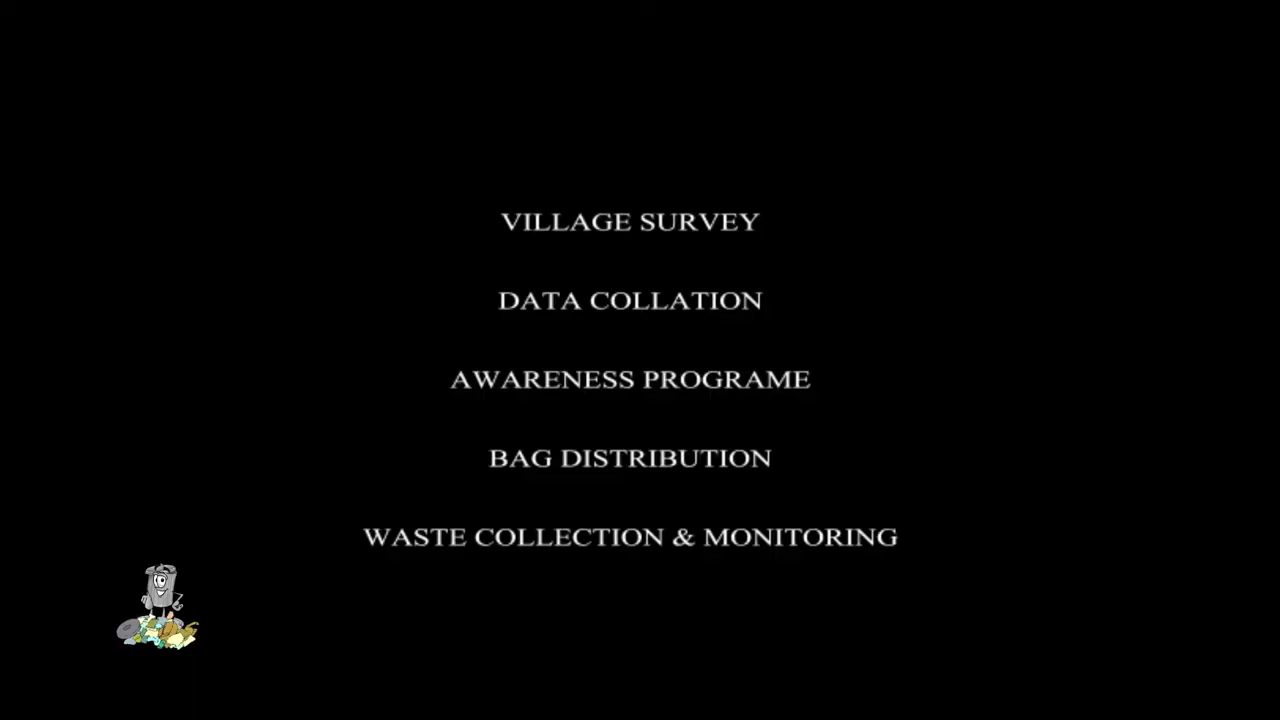 VILLAGE SURVEY
DATA COLLATION
AWARENESS PROGRAME
BAG DISTRIBUTION
WASTE COLLECTION & MONITORING